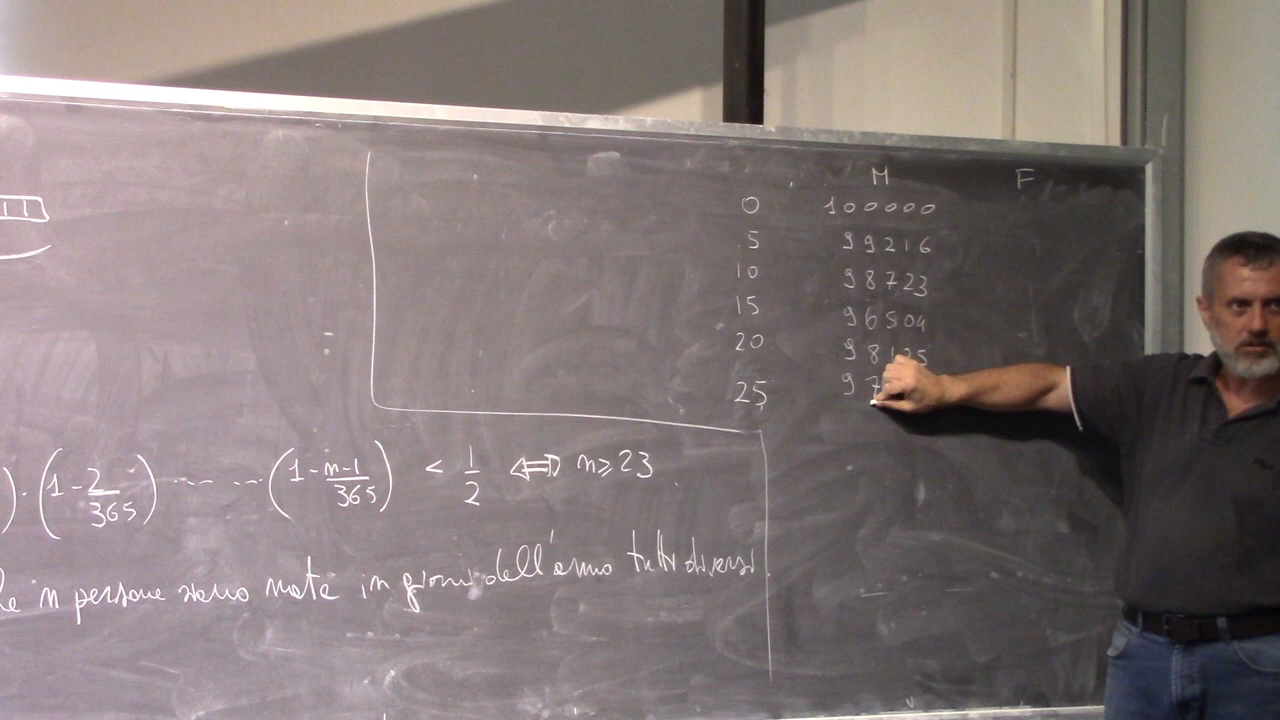 M F
0 100000
5 99216
10 98723
15 96504
20 98125
25 97
) · (1 - 2/365) ... ... (1 - n-1/365) < 1/2 ⟺ n ≥ 23
n persone siano nate in giorni dell'anno tutti diversi